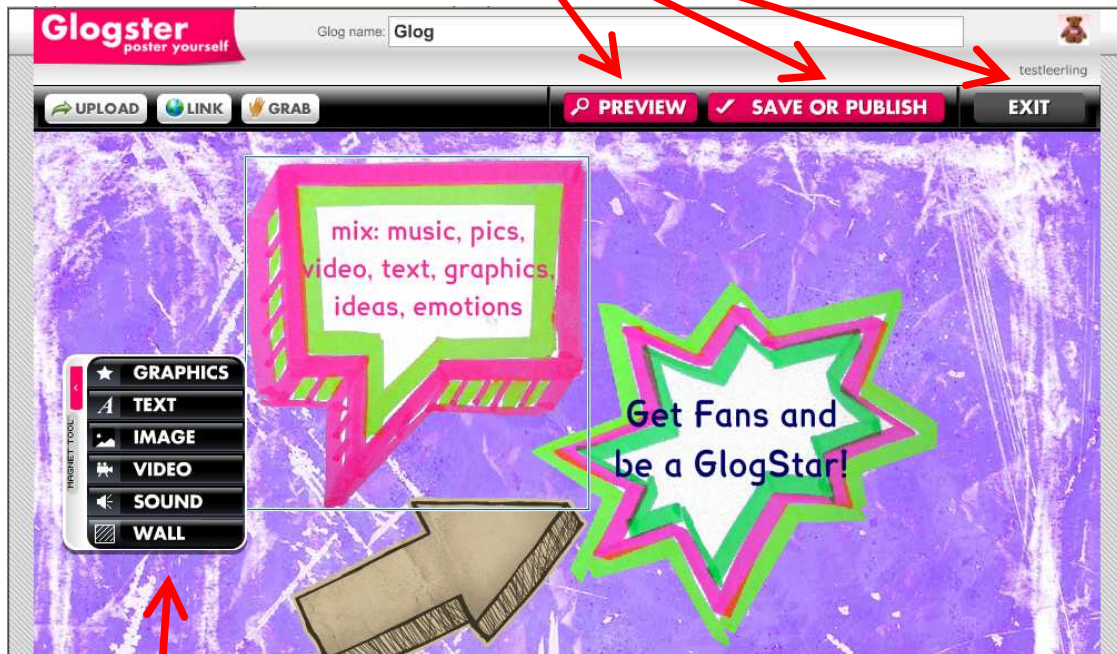 Glogster
poster yourself
Glog name: Glog
testleerling
UPLOAD LINK GRAB PREVIEW SAVE OR PUBLISH EXIT
mix: music, pics,
video, text, graphics,
ideas, emotions
Get Fans and
be a GlogStar!
MAGNET TOOL
GRAPHICS
TEXT
IMAGE
VIDEO
SOUND
WALL